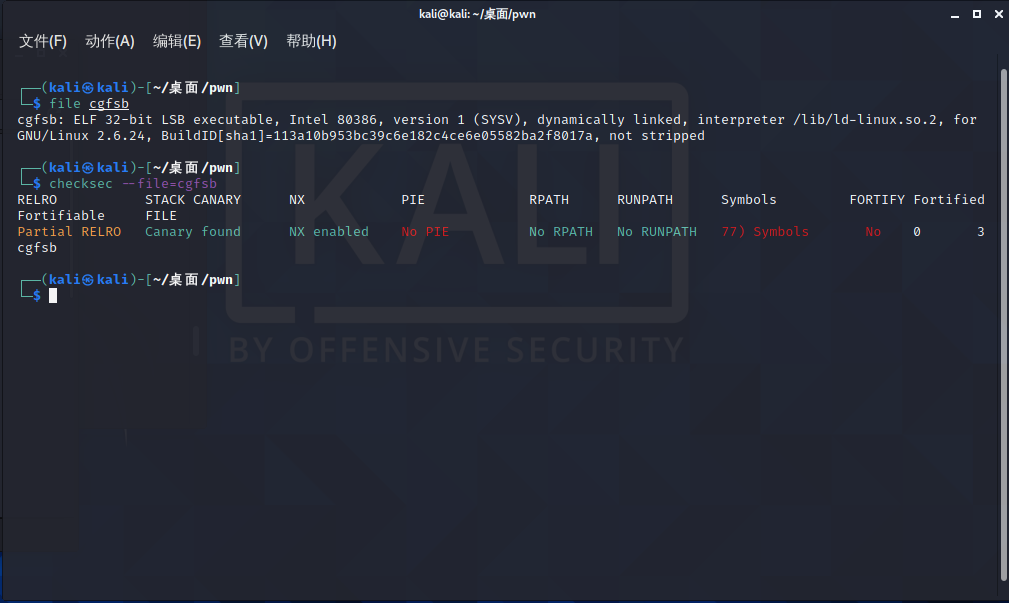 kali@kali: ~/桌面/pwn
文件(F) 动作(A) 编辑(E) 查看(V) 帮助(H)
┌──(kali㉿kali)-[~/桌面/pwn]
└─$ file cgfsb
cgfsb: ELF 32-bit LSB executable, Intel 80386, version 1 (SYSV), dynamically linked, interpreter /lib/ld-linux.so.2, for
GNU/Linux 2.6.24, BuildID[sha1]=113a10b953bc39c6e182c4ce6e05582ba2f8017a, not stripped
┌──(kali㉿kali)-[~/桌面/pwn]
└─$ checksec --file=cgfsb
RELRO STACK CANARY NX PIE RPATH RUNPATH Symbols FORTIFY Fortified
Fortifiable FILE
Partial RELRO Canary found NX enabled No PIE No RPATH No RUNPATH 77) Symbols No 0 3
cgfsb
┌──(kali㉿kali)-[~/桌面/pwn]
└─$
KALI
BY OFFENSIVE SECURITY